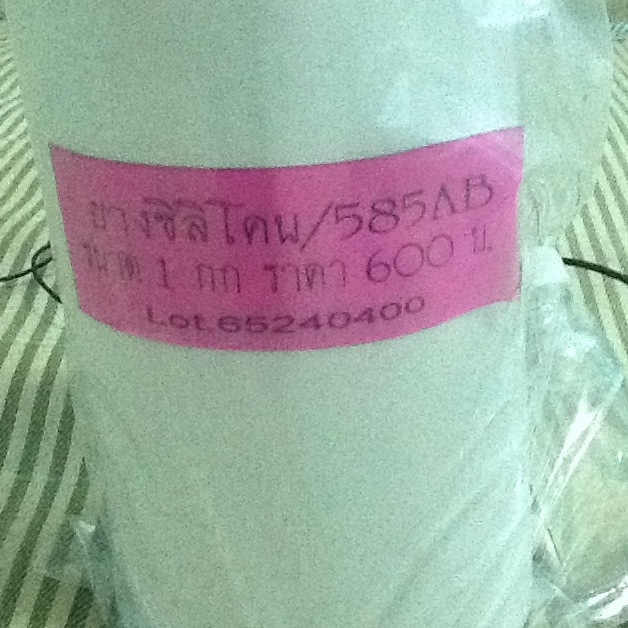 ยางซิลิโคน/585AB
ขนาด 1 กก ราคา 600 บ.
Lot.65240400